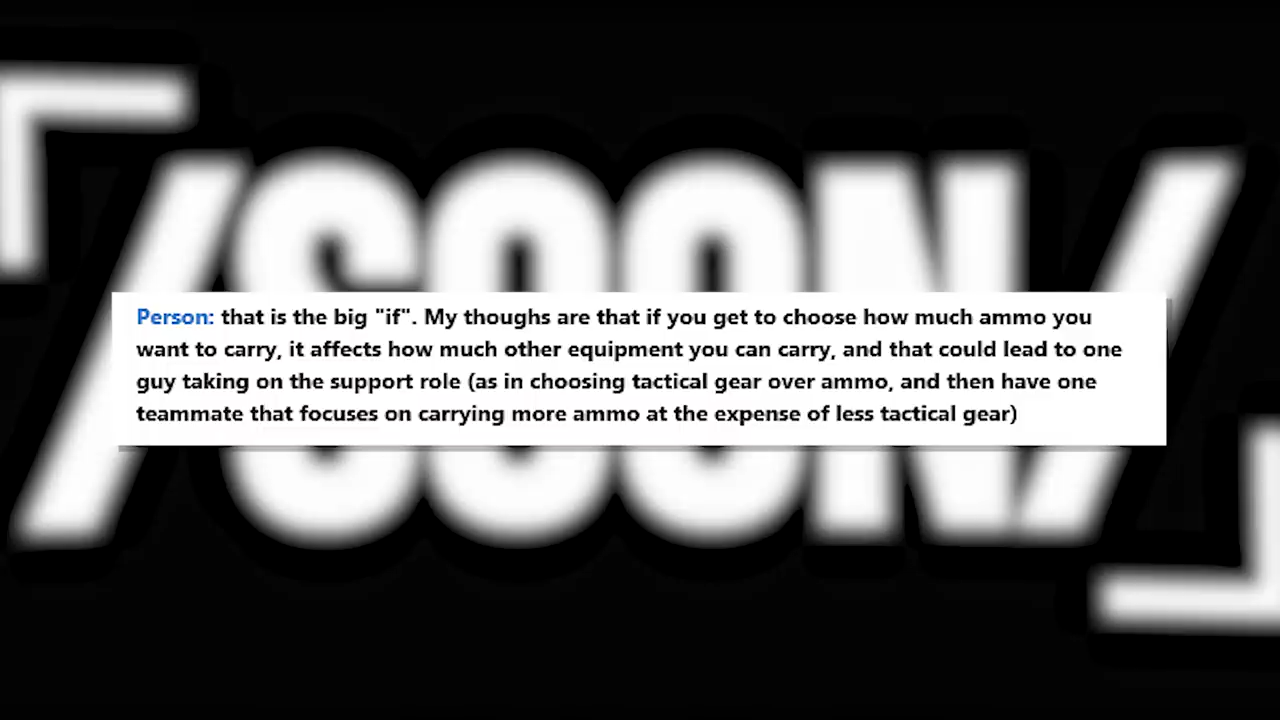 /SOON/
Person: that is the big "if". My thoughs are that if you get to choose how much ammo you
want to carry, it affects how much other equipment you can carry, and that could lead to one
guy taking on the support role (as in choosing tactical gear over ammo, and then have one
teammate that focuses on carrying more ammo at the expense of less tactical gear)